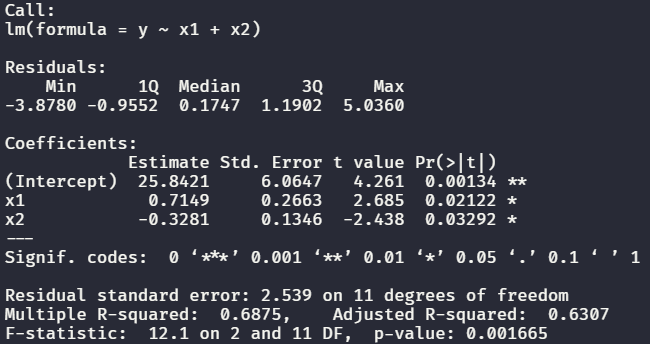 Call:
lm(formula = y ~ x1 + x2)
Residuals:
    Min      1Q  Median      3Q     Max
-3.8780 -0.9552  0.1747  1.1902  5.0360
Coefficients:
            Estimate Std. Error t value Pr(>|t|)
(Intercept)  25.8421     6.0647   4.261  0.00134 **
x1            0.7149     0.2663   2.685  0.02122 *
x2           -0.3281     0.1346  -2.438  0.03292 *
---
Signif. codes:  0 ‘***’ 0.001 ‘**’ 0.01 ‘*’ 0.05 ‘.’ 0.1 ‘ ’ 1
Residual standard error: 2.539 on 11 degrees of freedom
Multiple R-squared:  0.6875,    Adjusted R-squared:  0.6307
F-statistic:  12.1 on 2 and 11 DF,  p-value: 0.001665